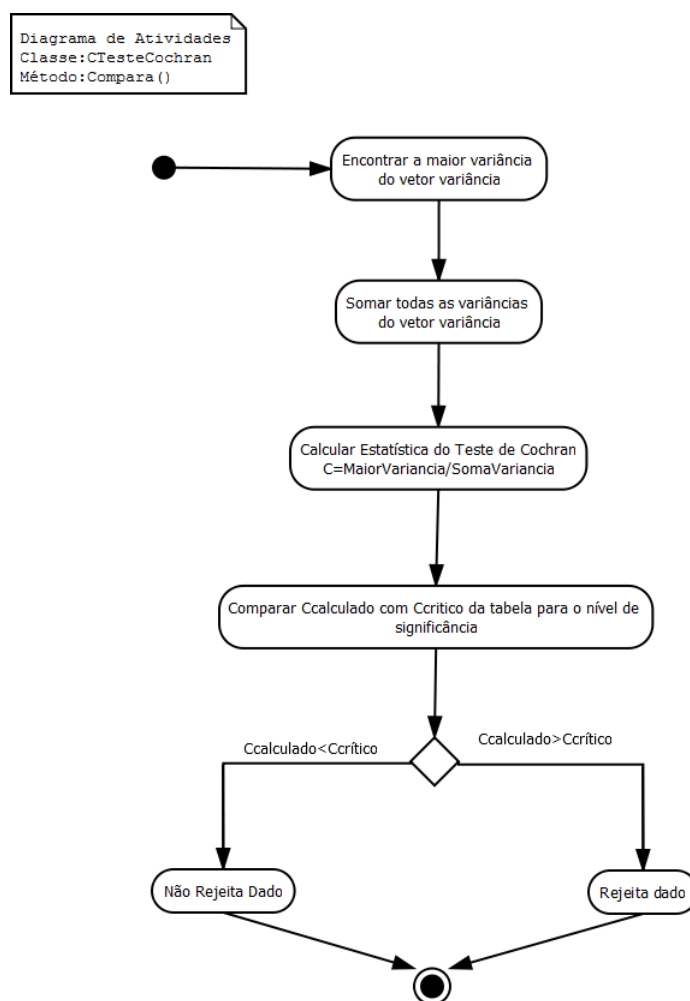 Diagrama de Atividades
Classe:CTesteCochran
Método:Compara()
Encontrar a maior variância
do vetor variância
Somar todas as variâncias
do vetor variância
Calcular Estatística do Teste de Cochran
C=MaiorVariancia/SomaVariancia
Comparar Ccalculado com Ccritico da tabela para o nível de
significância
Ccalculado<Ccrítico
Ccalculado>Ccrítico
Não Rejeita Dado
Rejeita dado